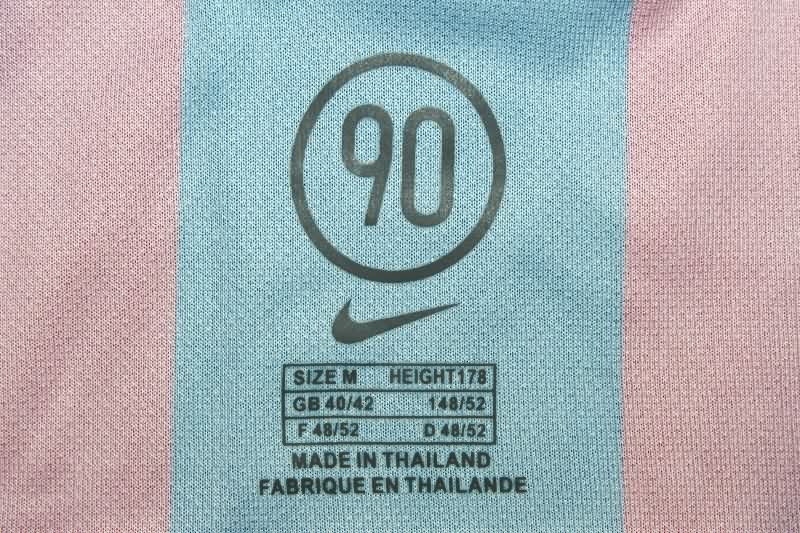 90
SIZE M HEIGHT178
GB 40/42 148/52
F 48/52 D 48/52
MADE IN THAILAND
FABRIQUE EN THAILANDE